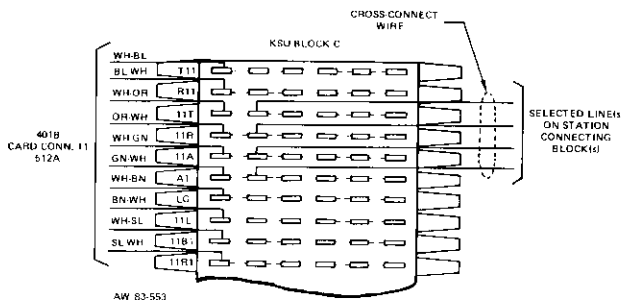 CROSS-CONNECT
WIRE
KSU BLOCK C
WH-BL
BL-WH T11
WH-OR R11
OR-WH 11T
WH-GN 11R
GN-WH 11A
WH-BN A1
BN-WH LG
WH-SL 11L
SL-WH 11B1
11R1
401B
CARD CONN. 11
512A
SELECTED LINE(s
ON STATION
CONNECTING
BLOCK(s)
AW 83-553